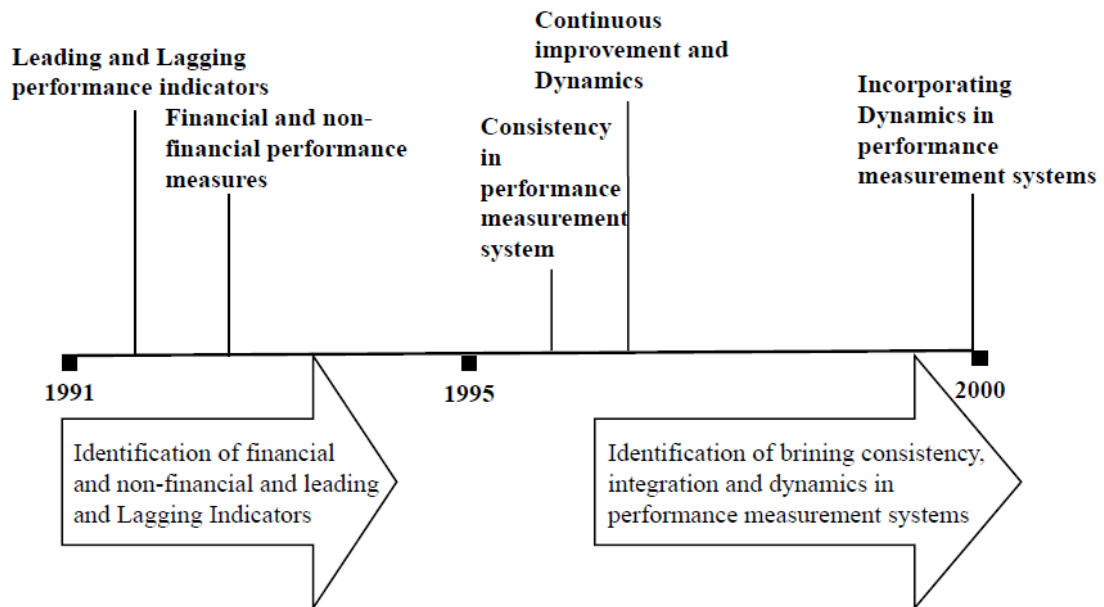 Leading and Lagging
performance indicators
Financial and non-
financial performance
measures
Continuous
improvement and
Dynamics
Consistency
in
performance
measurement
system
Incorporating
Dynamics in
performance
measurement systems
1991
1995
2000
Identification of financial
and non-financial and leading
and Lagging Indicators
Identification of brining consistency,
integration and dynamics in
performance measurement systems